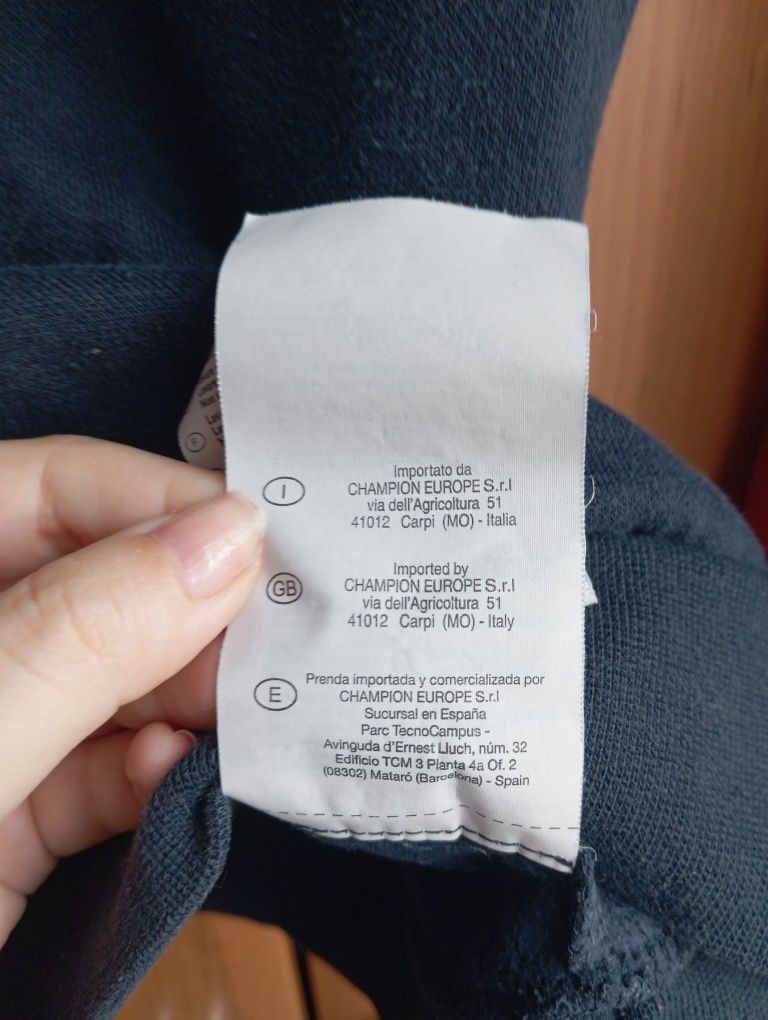 I
Importato da
CHAMPION EUROPE S.r.l
via dell'Agricoltura 51
41012 Carpi (MO) - Italia
GB
Imported by
CHAMPION EUROPE S.r.l
via dell'Agricoltura 51
41012 Carpi (MO) - Italy
E
Prenda importada y comercializada por
CHAMPION EUROPE S.r.l
Sucursal en España
Parc TecnoCampus -
Avinguda d'Ernest Lluch, núm. 32
Edificio TCM 3 Planta 4a Of. 2
(08302) Mataró (Barcelona) - Spain
F